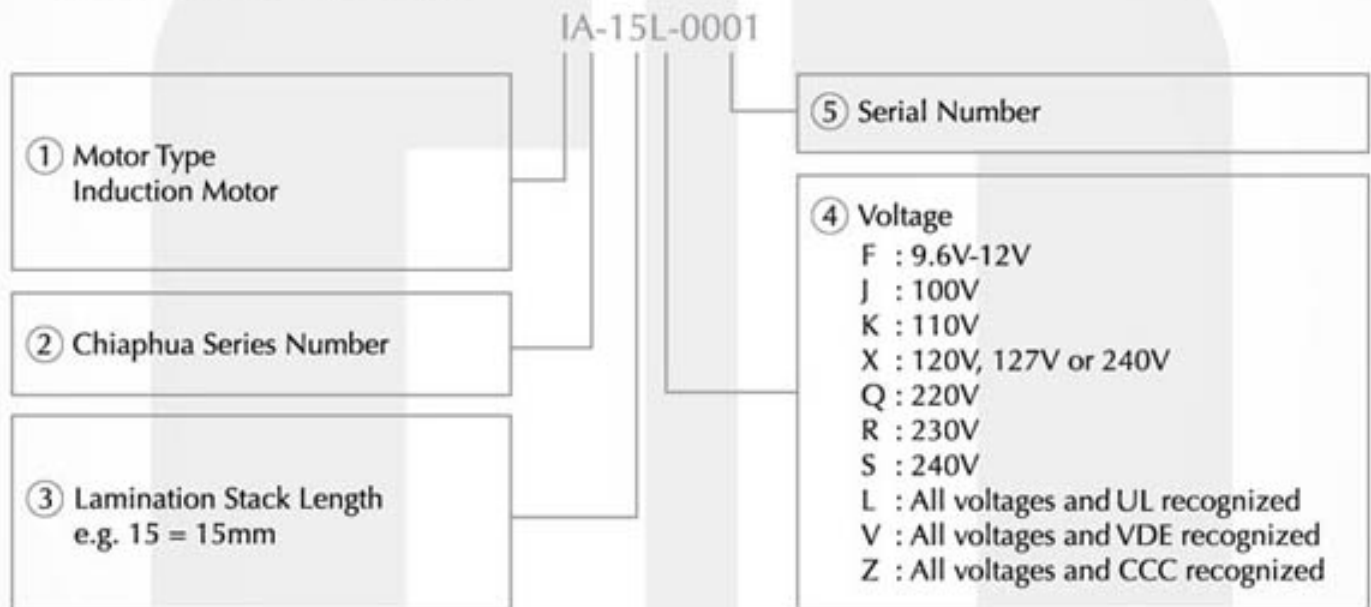 IA-15L-0001
① Motor Type
Induction Motor
② Chiaphua Series Number
③ Lamination Stack Length
e.g. 15 = 15mm
⑤ Serial Number
④ Voltage
F : 9.6V-12V
J : 100V
K : 110V
X : 120V, 127V or 240V
Q : 220V
R : 230V
S : 240V
L : All voltages and UL recognized
V : All voltages and VDE recognized
Z : All voltages and CCC recognized